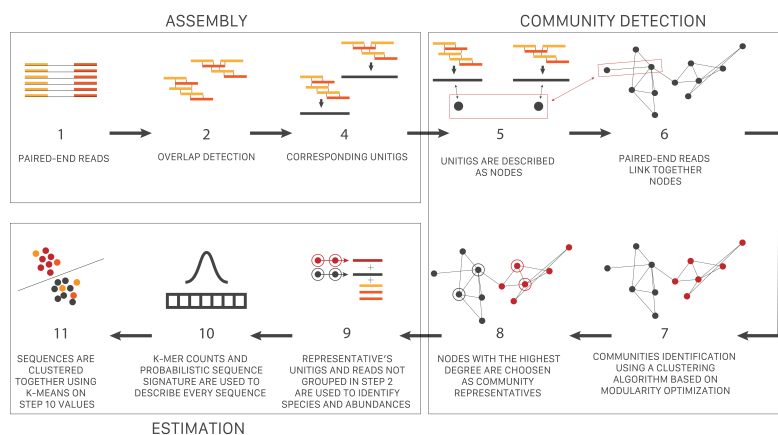 ASSEMBLY
COMMUNITY DETECTION
1
PAIRED-END READS
2
OVERLAP DETECTION
4
CORRESPONDING UNITIGS
5
UNITIGS ARE DESCRIBED
AS NODES
6
PAIRED-END READS
LINK TOGETHER
NODES
7
COMMUNITIES IDENTIFICATION
USING A CLUSTERING
ALGORITHM BASED ON
MODULARITY OPTIMIZATION
8
NODES WITH THE HIGHEST
DEGREE ARE CHOOSEN
AS COMMUNITY
REPRESENTATIVES
+
+
9
REPRESENTATIVE'S
UNITIGS AND READS NOT
GROUPED IN STEP 2
ARE USED TO IDENTIFY
SPECIES AND ABUNDANCES
10
K-MER COUNTS AND
PROBABILISTIC SEQUENCE
SIGNATURE ARE USED TO
DESCRIBE EVERY SEQUENCE
11
SEQUENCES ARE
CLUSTERED
TOGETHER USING
K-MEANS ON
STEP 10 VALUES
ESTIMATION